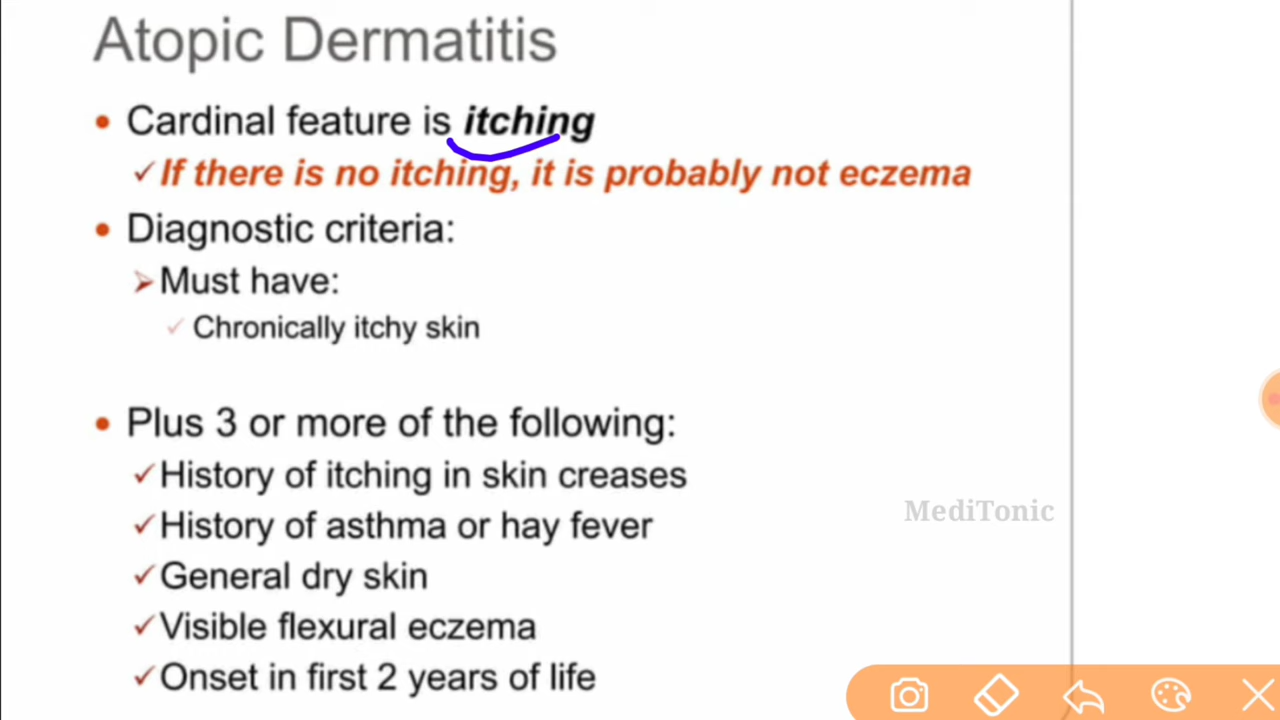 Atopic Dermatitis
Cardinal feature is itching
If there is no itching, it is probably not eczema
Diagnostic criteria:
Must have:
Chronically itchy skin
Plus 3 or more of the following:
History of itching in skin creases
History of asthma or hay fever
General dry skin
Visible flexural eczema
Onset in first 2 years of life
MediTonic